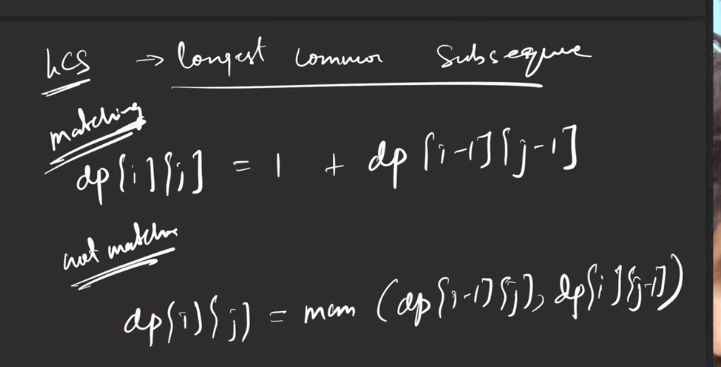 LCS → longest common Subsequence
matching
dp[i][j] = 1 + dp[i-1][j-1]
not matching
dp[i][j] = max (dp[i-1][j], dp[i][j-1])